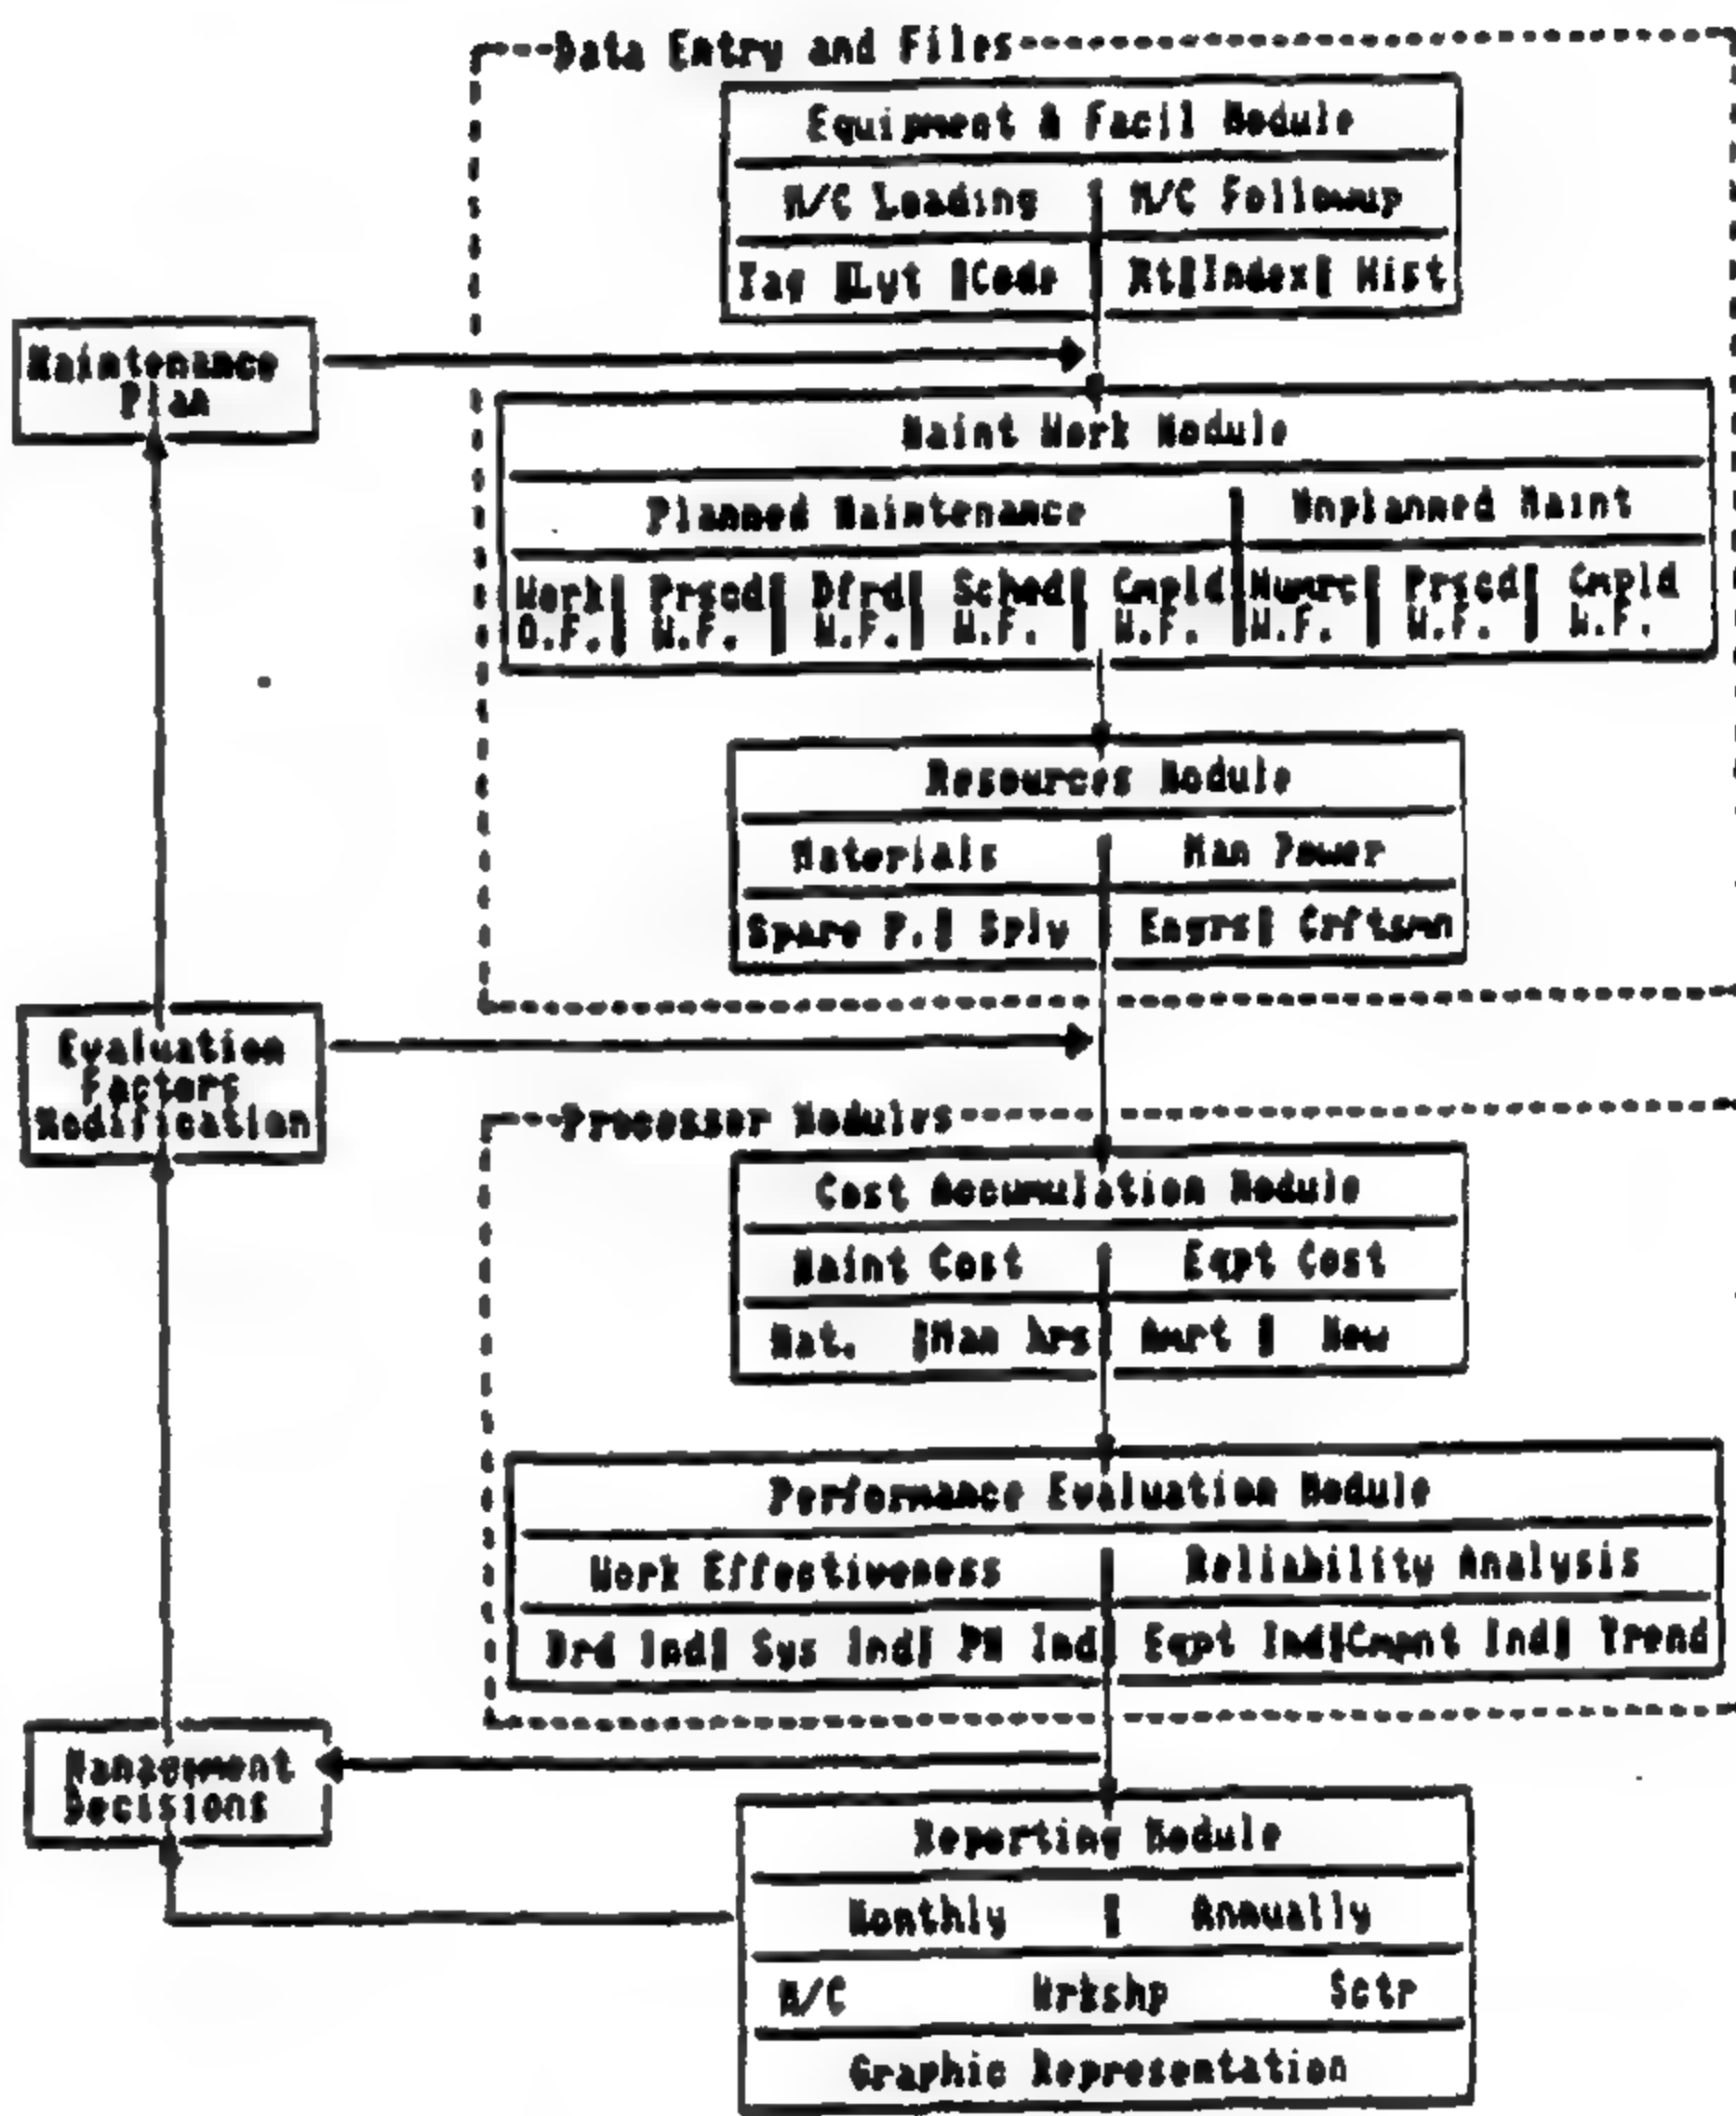 Data Entry and Files
Equipment & Facil Module
M/C Loading | M/C Followup
Tag | Lyt | Code | Rt | Index | Hist
Maintenance
Plan
Maint Work Module
Planned Maintenance | Unplanned Maint
Work | Prscd | Dfrd | Sched | Cmpld | | Prscd | Cmpld
O.F. | W.F. | W.F. | W.F. | W.F. | W.F. | W.F. | W.F.
Resources Module
Materials | Man Power
Spare P. | Sply | Engrs | Crftsmn
Evaluation
Factors
Modification
Processor Modules
Cost Accumulation Module
Maint Cost | Eqpt Cost
Mat. | Man hrs | | New
Performance Evaluation Module
Work Effectiveness | Reliability Analysis
Ind | Sys Ind | PM Ind | Eqpt Ind | Cmpnt Ind | Trend
Management
Decisions
Reporting Module
Monthly | Annually
M/C Wrkshp Sctr
Graphic Representation